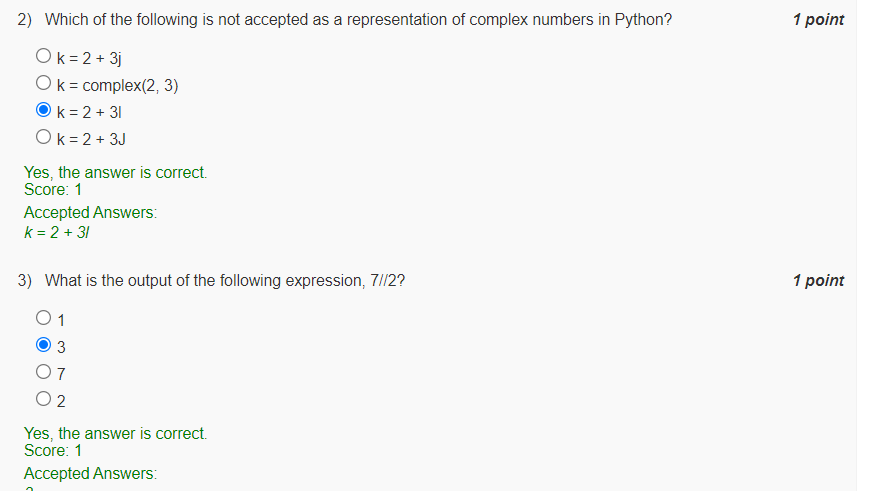 2) Which of the following is not accepted as a representation of complex numbers in Python? 1 point
k = 2 + 3j
k = complex(2, 3)
k = 2 + 3l
k = 2 + 3J
Yes, the answer is correct.
Score: 1
Accepted Answers:
k = 2 + 3l
3) What is the output of the following expression, 7//2? 1 point
1
3
7
2
Yes, the answer is correct.
Score: 1
Accepted Answers: